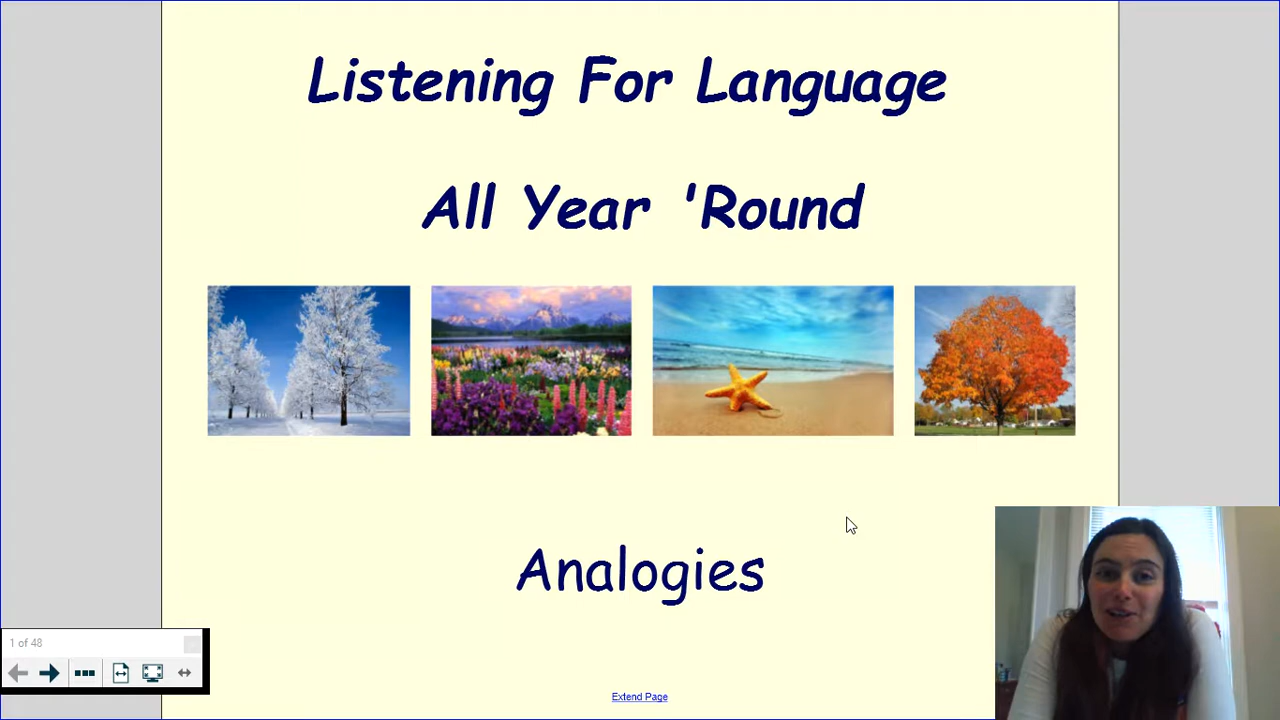 Listening For Language
All Year 'Round
Analogies
1 of 48
Extend Page